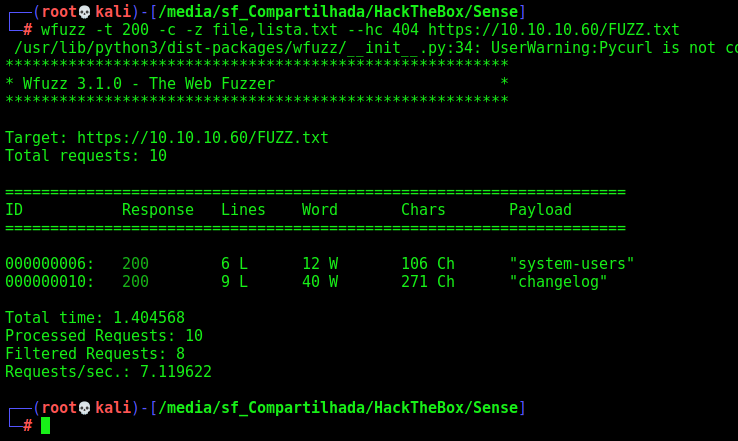 ┌──(root💀kali)-[/media/sf_Compartilhada/HackTheBox/Sense]
└─# wfuzz -t 200 -c -z file,lista.txt --hc 404 https://10.10.10.60/FUZZ.txt
 /usr/lib/python3/dist-packages/wfuzz/__init__.py:34: UserWarning:Pycurl is not co
********************************************************
* Wfuzz 3.1.0 - The Web Fuzzer                         *
********************************************************

Target: https://10.10.10.60/FUZZ.txt
Total requests: 10

=====================================================================
ID           Response   Lines    Word       Chars       Payload
=====================================================================

000000006:   200        6 L      12 W       106 Ch      "system-users"
000000010:   200        9 L      40 W       271 Ch      "changelog"

Total time: 1.404568
Processed Requests: 10
Filtered Requests: 8
Requests/sec.: 7.119622

┌──(root💀kali)-[/media/sf_Compartilhada/HackTheBox/Sense]
└─#